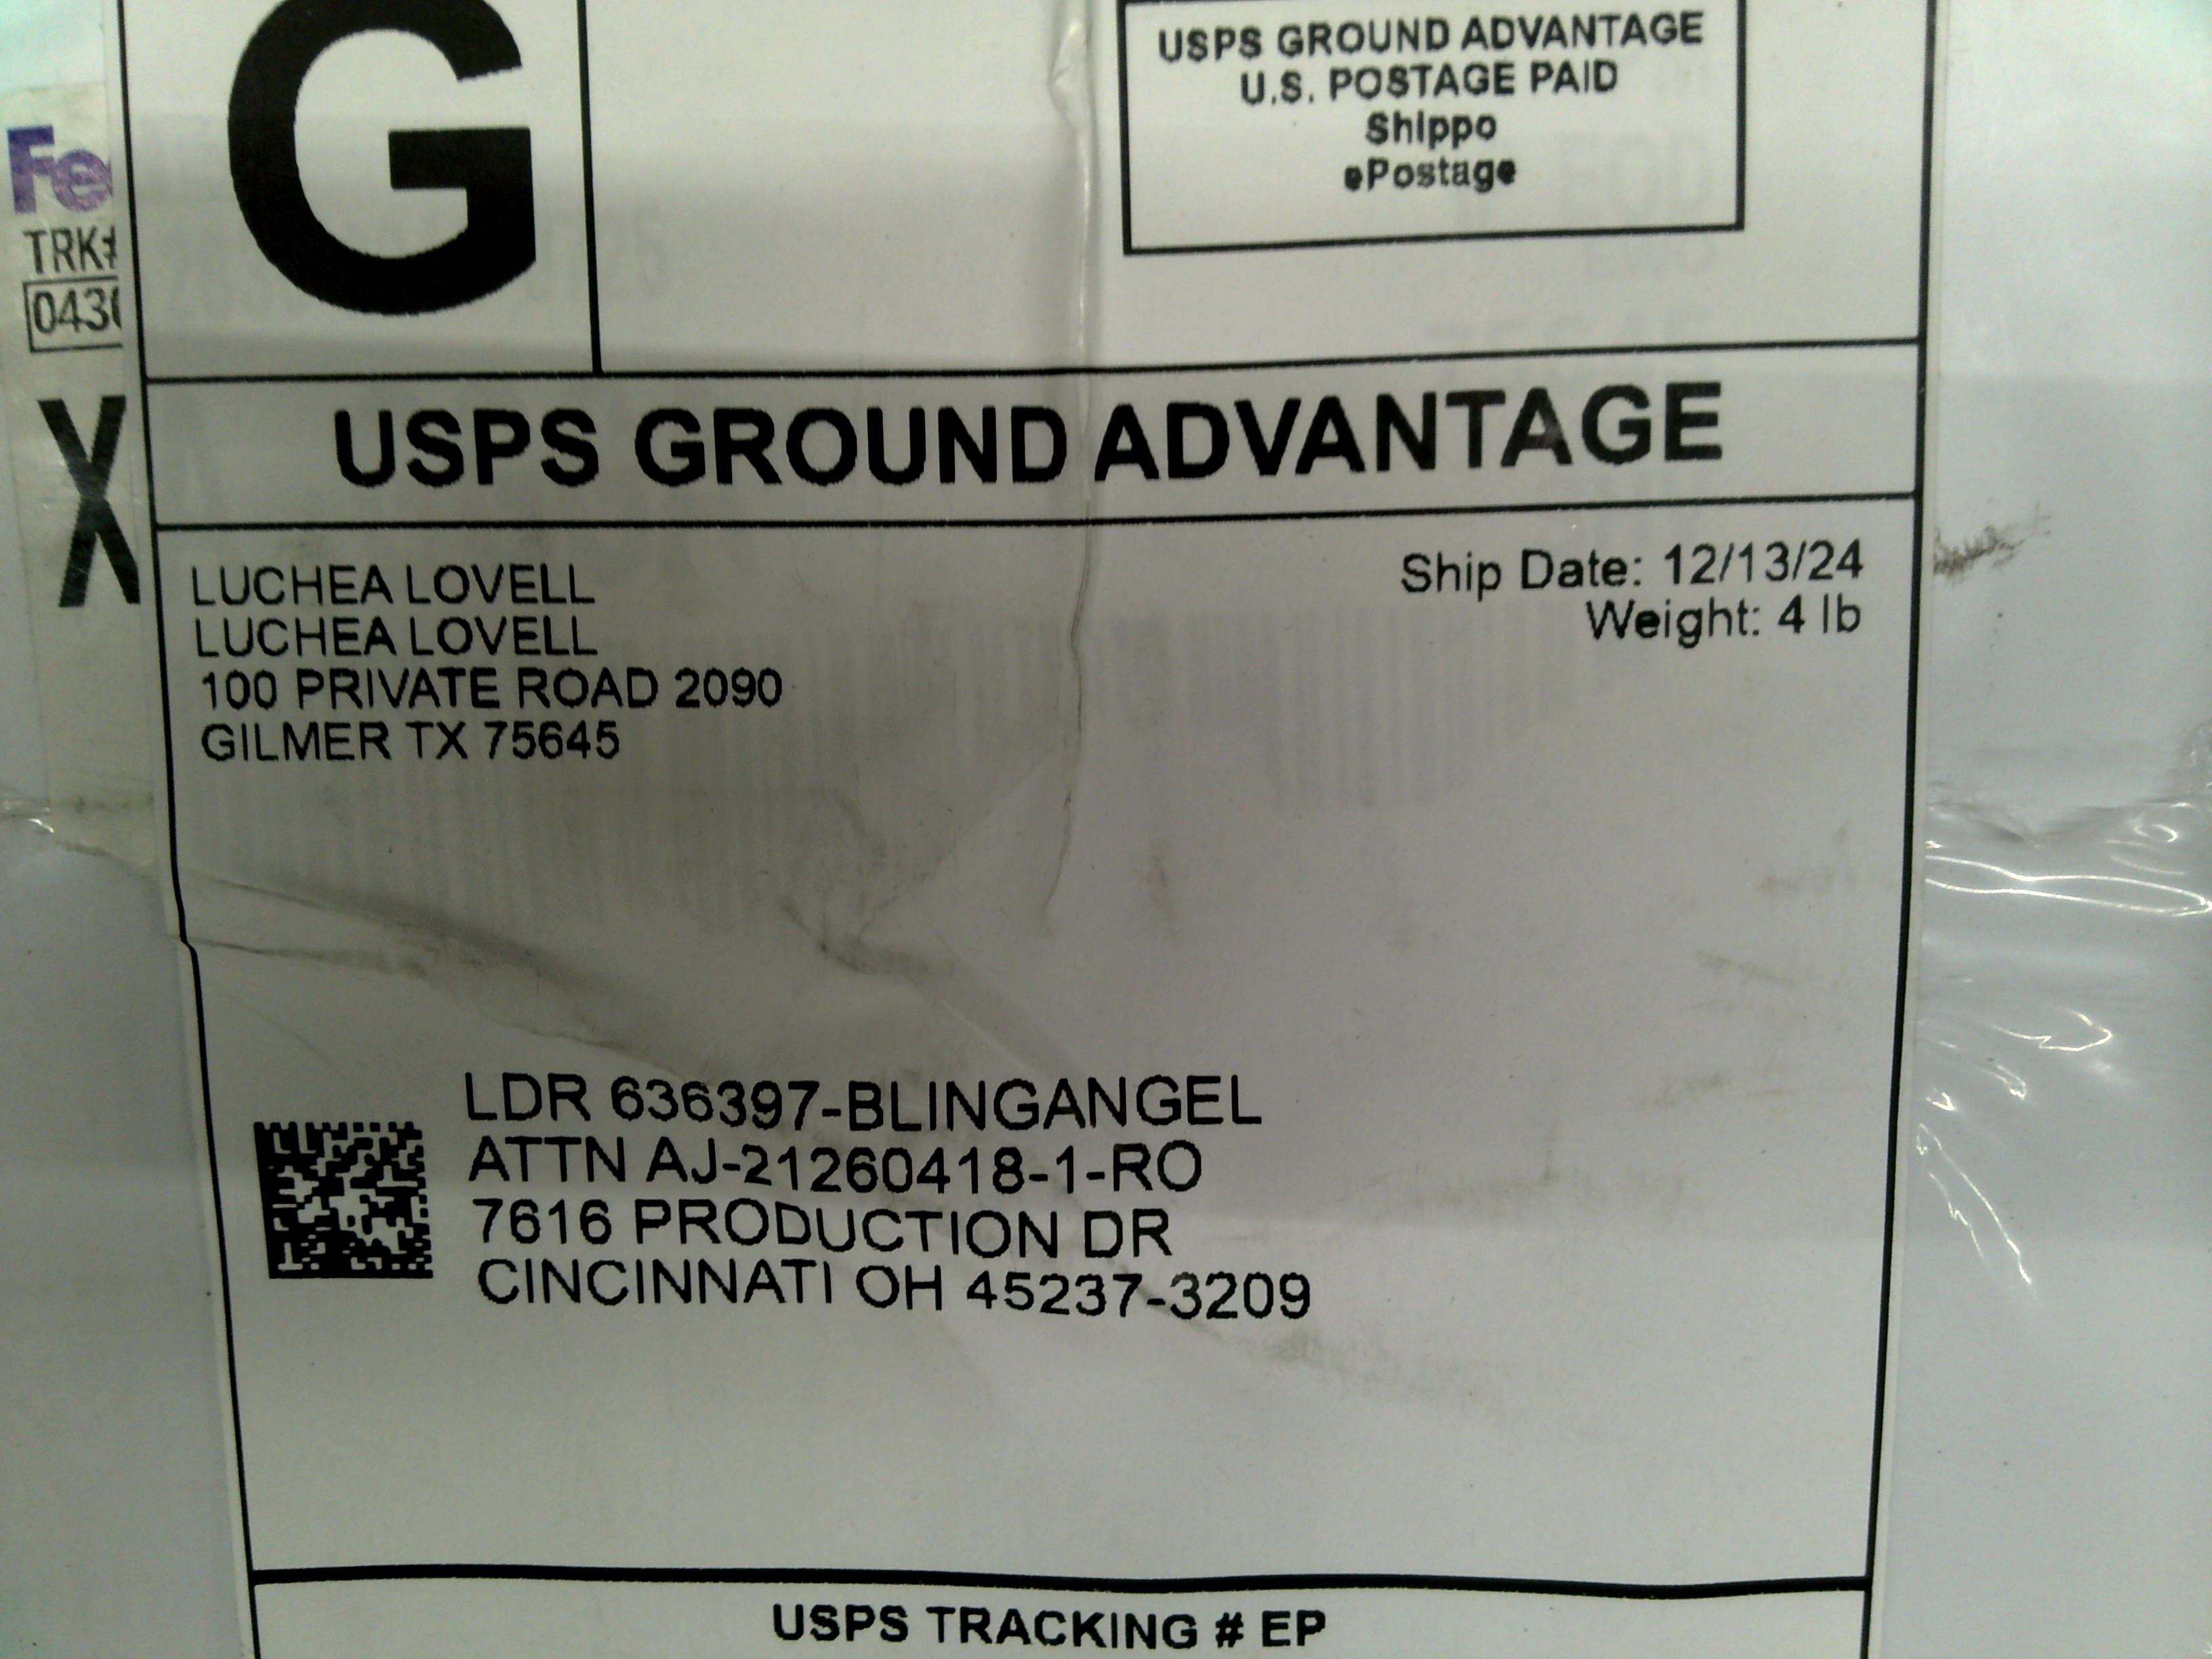 G
USPS GROUND ADVANTAGE
U.S. POSTAGE PAID
Shippo
ePostage
Fe
TRK#
X
USPS GROUND ADVANTAGE
LUCHEA LOVELL
LUCHEA LOVELL
100 PRIVATE ROAD 2090
GILMER TX 75645
Ship Date: 12/13/24
Weight: 4 lb
LDR 636397-BLINGANGEL
ATTN AJ-21260418-1-RO
7616 PRODUCTION DR
CINCINNATI OH 45237-3209
USPS TRACKING # EP